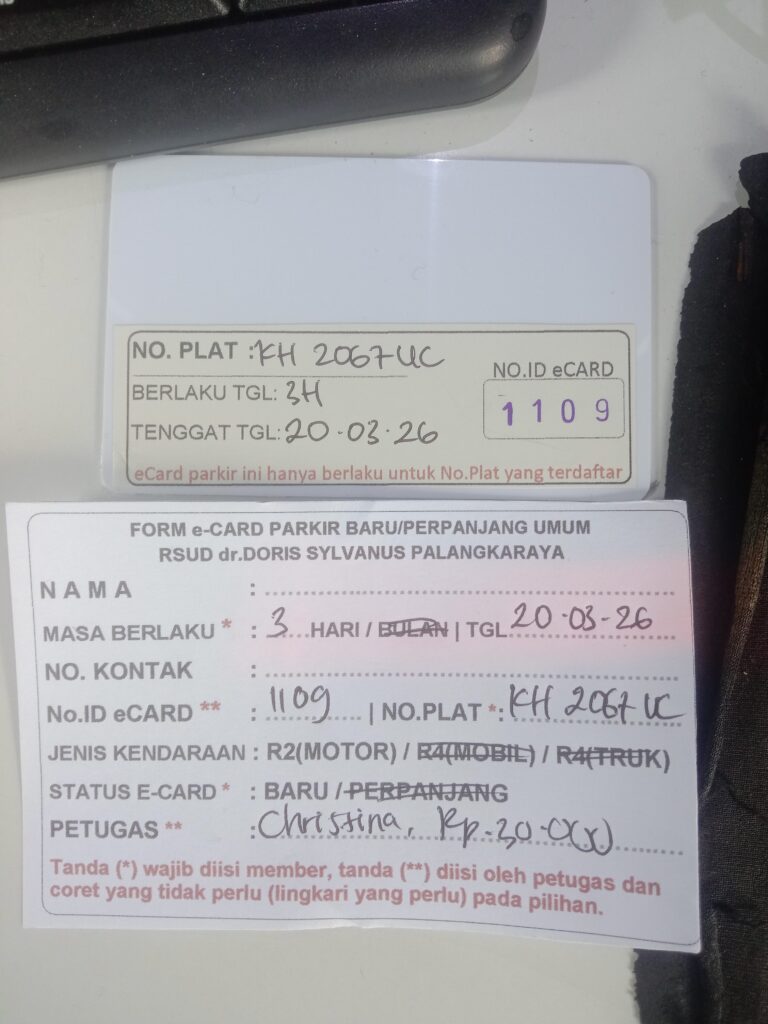 NO. PLAT : KH 2067 UC
BERLAKU TGL: 3H
TENGGAT TGL: 20.03.26
NO.ID eCARD
1109
eCard parkir ini hanya berlaku untuk No.Plat yang terdaftar
FORM e-CARD PARKIR BARU/PERPANJANG UMUM
RSUD dr.DORIS SYLVANUS PALANGKARAYA
NAMA :
MASA BERLAKU * : 3 HARI / BULAN | TGL 20-03-26
NO. KONTAK :
No.ID eCARD ** : 1109 | NO.PLAT *: KH 2067 UC
JENIS KENDARAAN : R2(MOTOR) / R4(MOBIL) / R4(TRUK)
STATUS E-CARD * : BARU / PERPANJANG
PETUGAS ** : Christina, Rp.30.
Tanda (*) wajib diisi member, tanda (**) diisi oleh petugas dan
coret yang tidak perlu (lingkari yang perlu) pada pilihan.